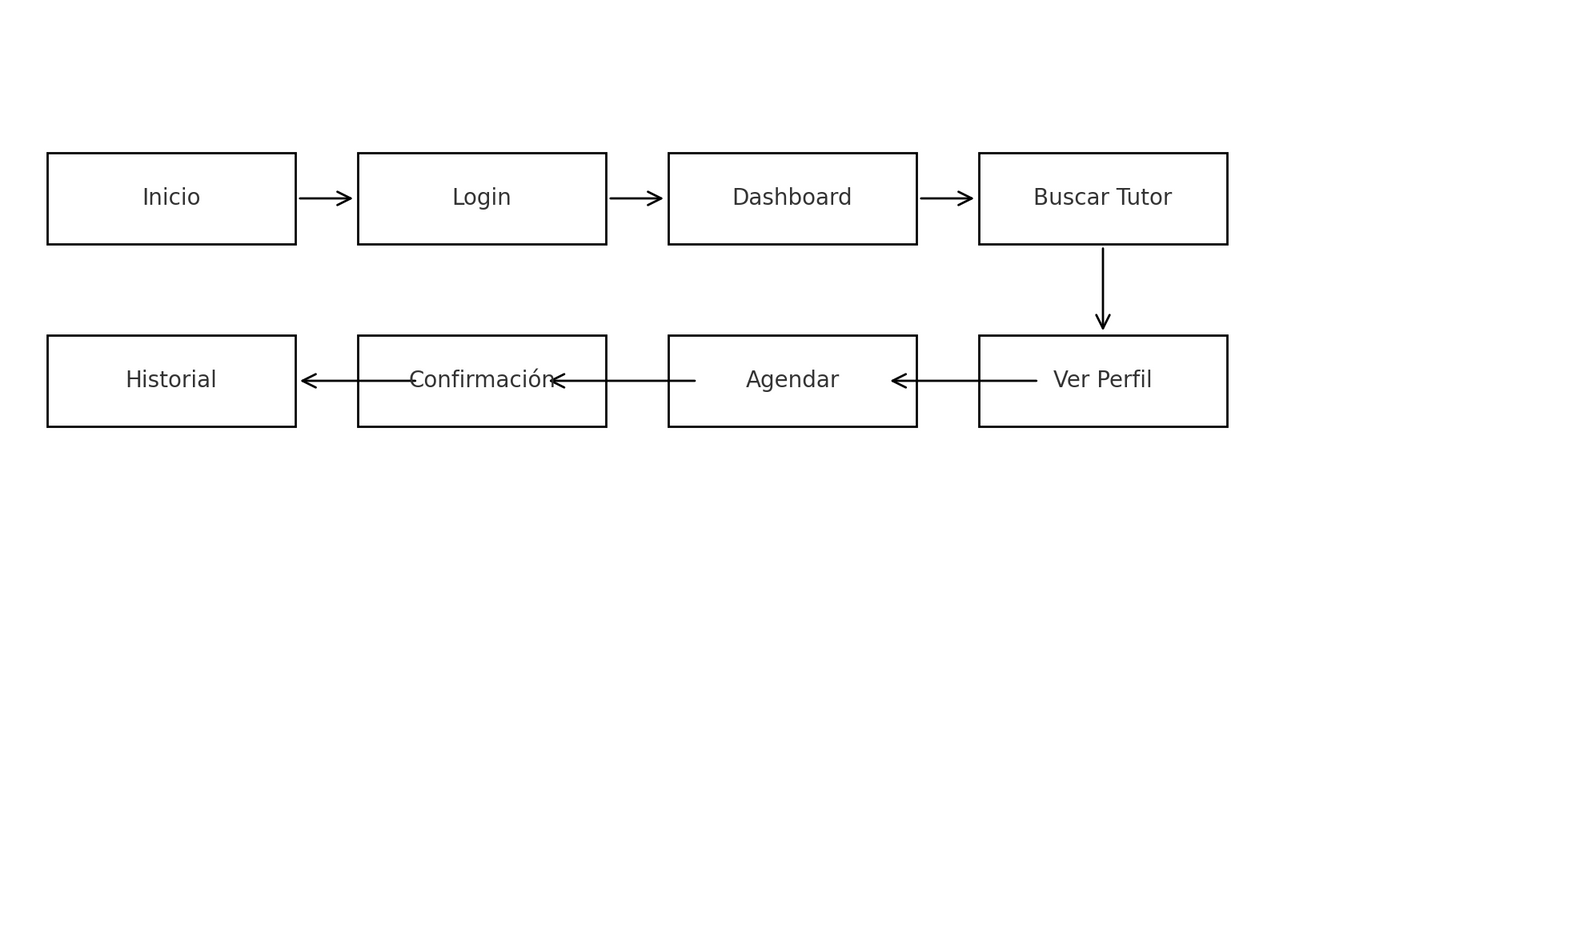 Inicio
Login
Dashboard
Buscar Tutor
Historial
Confirmación
Agendar
Ver Perfil